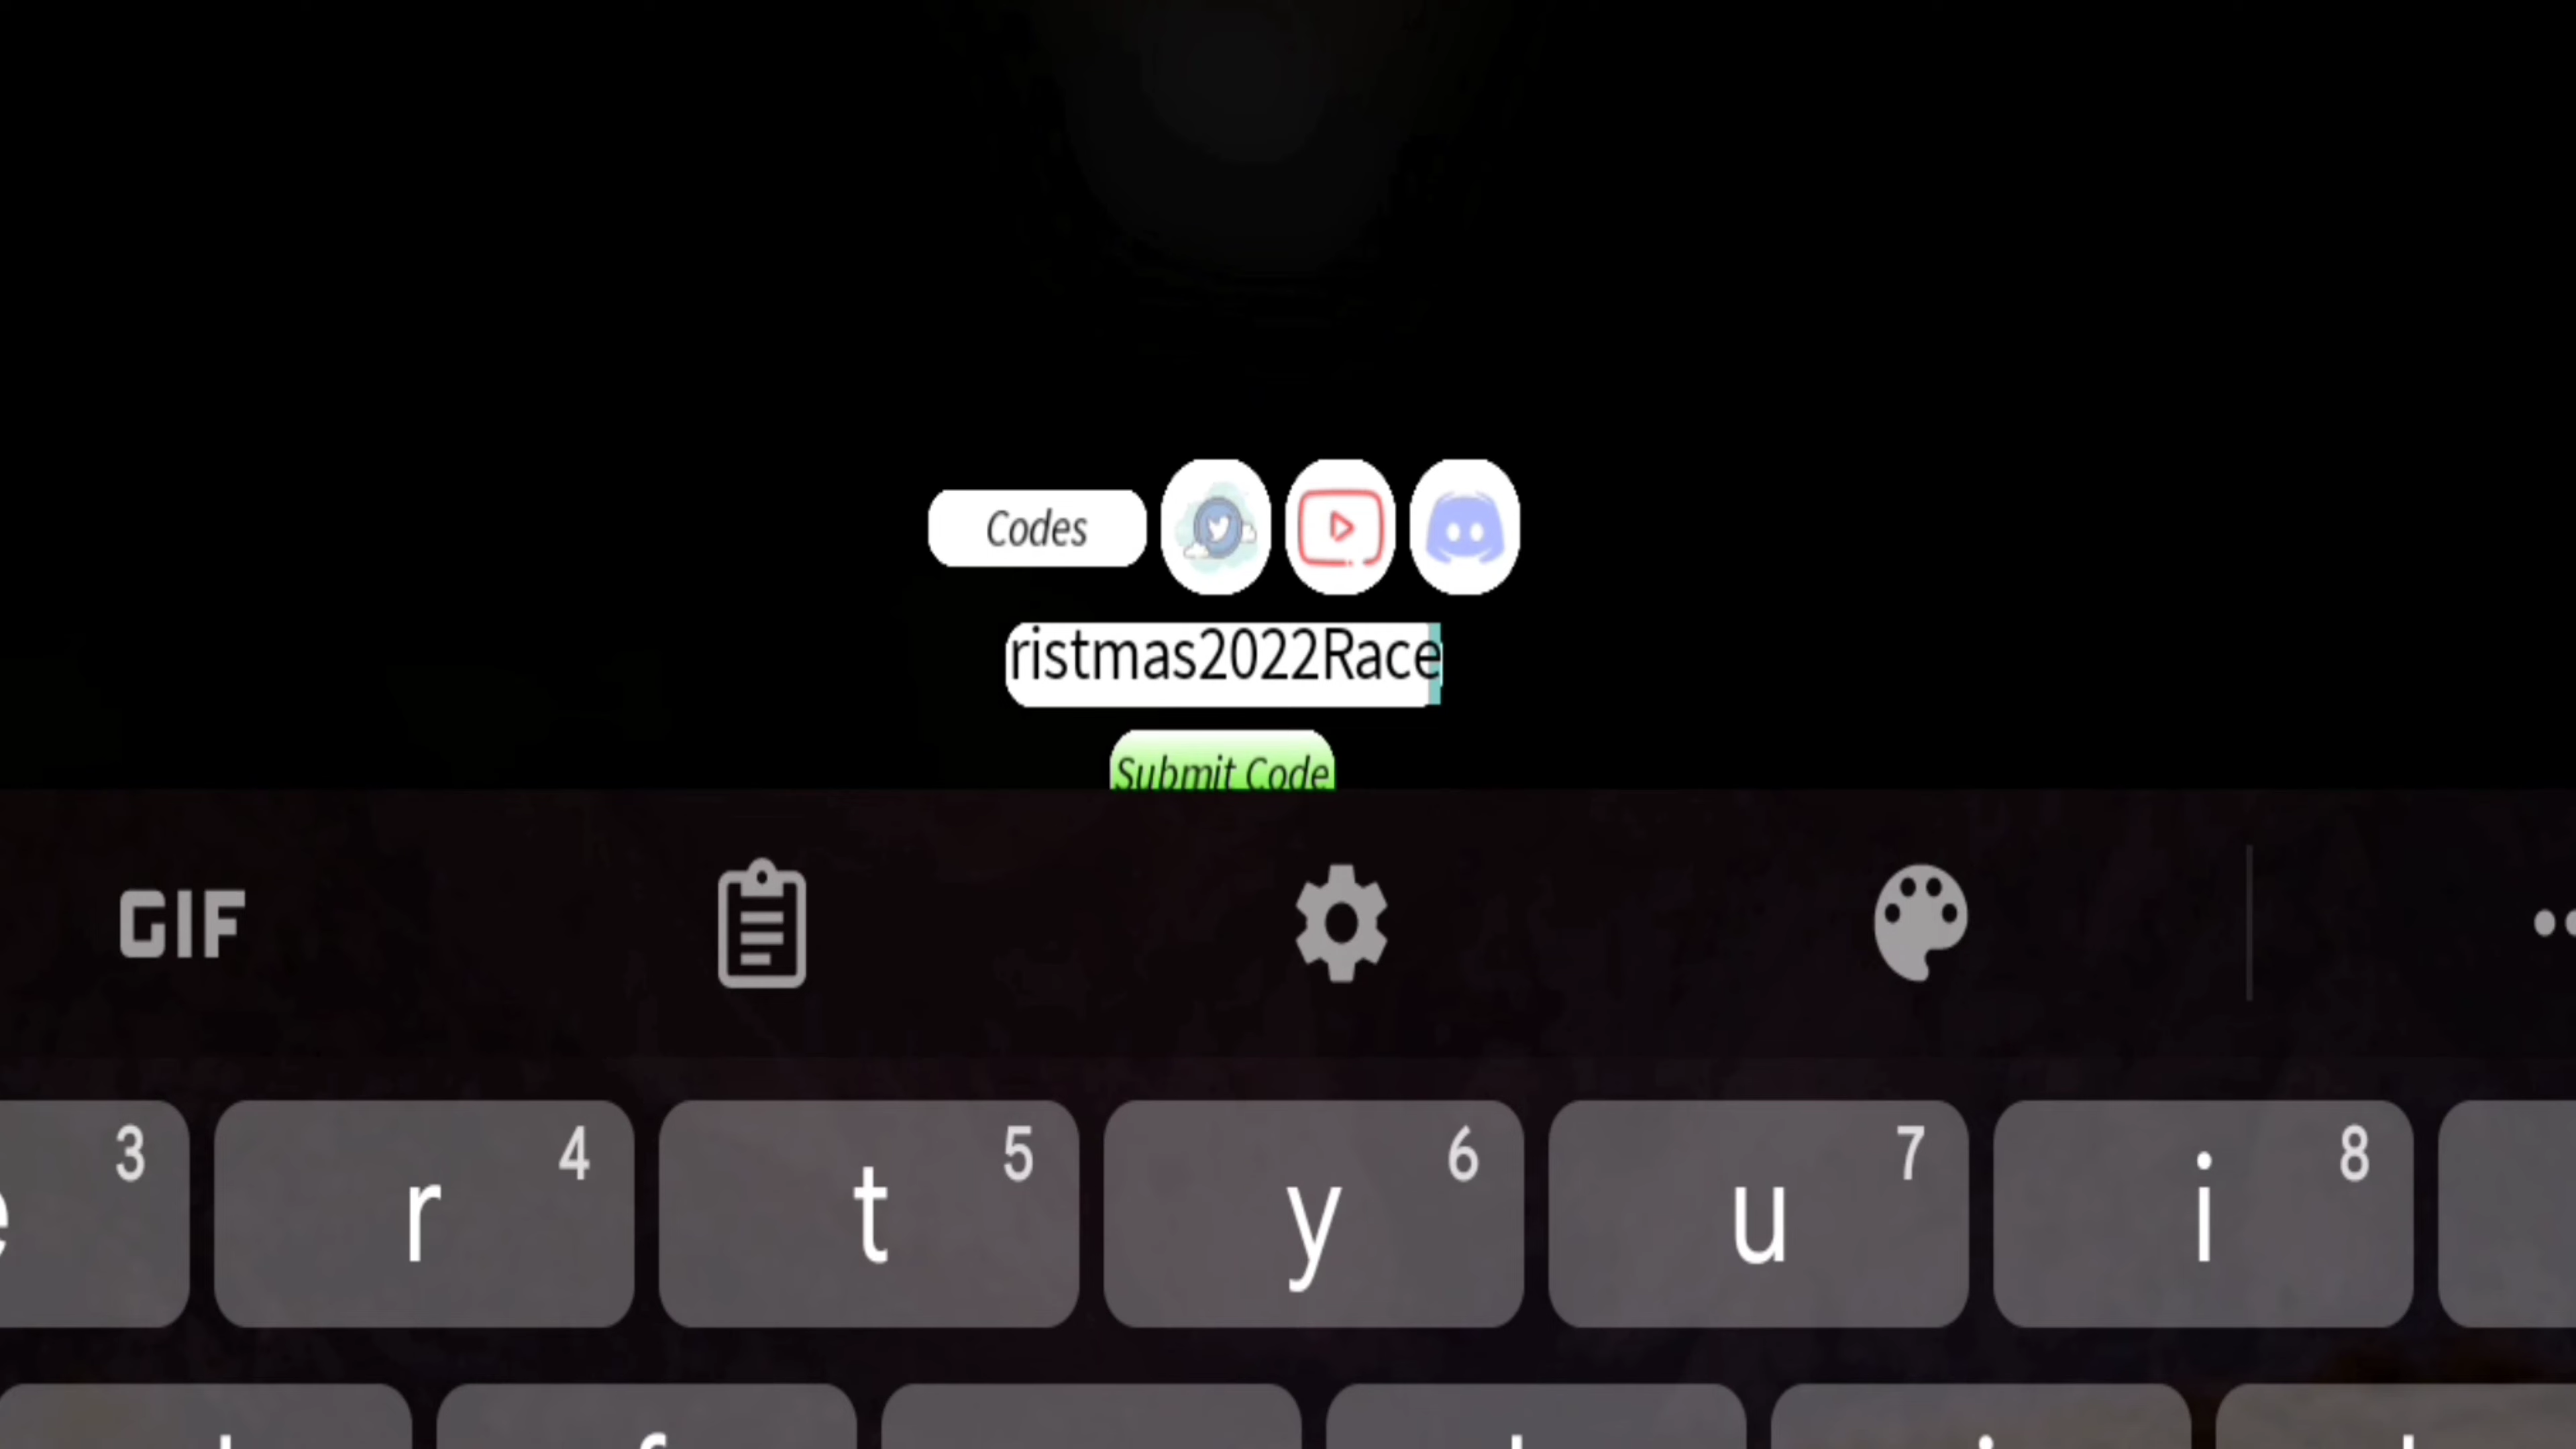 Codes
ristmas2022Race
Submit Code
GIF
3 4 5 6 7 8
e r t y u i